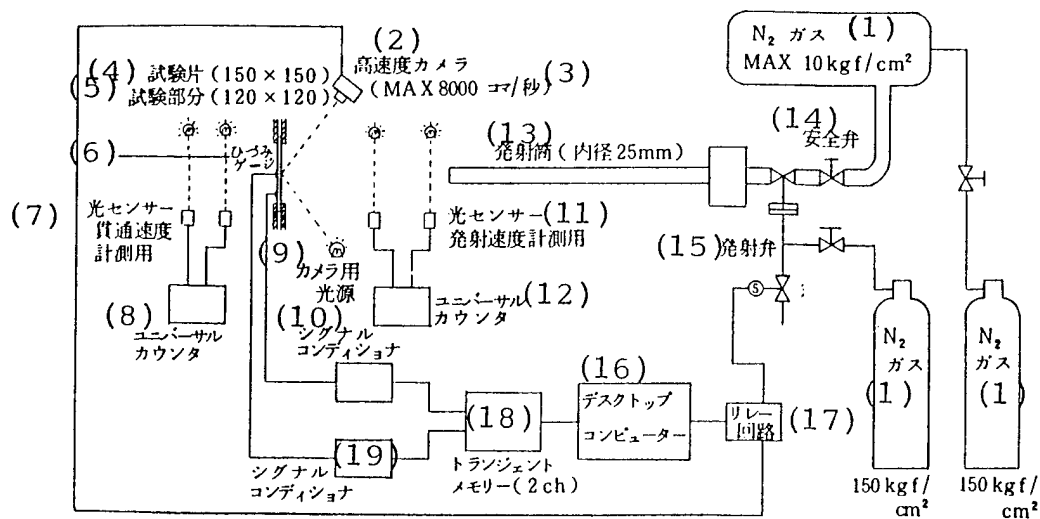 N₂ ガス (1)
MAX 10kgf/cm²
(2)
高速度カメラ
(MAX8000 コマ/秒) (3)
(4) 試験片(150×150)
(5) 試験部分(120×120)
(6) ひづみ
ゲージ
(7) 光センサー
貫通速度
計測用
(8)
ユニバーサル
カウンタ
(9)
カメラ用
光源
(10)
シグナル
コンディショナ
光センサー (11)
発射速度計測用
ユニバーサル (12)
カウンタ
(13)
発射筒(内径25mm)
(14)
安全弁
(15) 発射弁
S
(16)
デスクトップ
コンピューター
リレー
回路
(17)
(18)
トランジェント
メモリー(2ch)
(19)
シグナル
コンディショナ
N₂
ガス
(1)
150kgf/
cm²
N₂
ガス
(1)
150kgf/
cm²